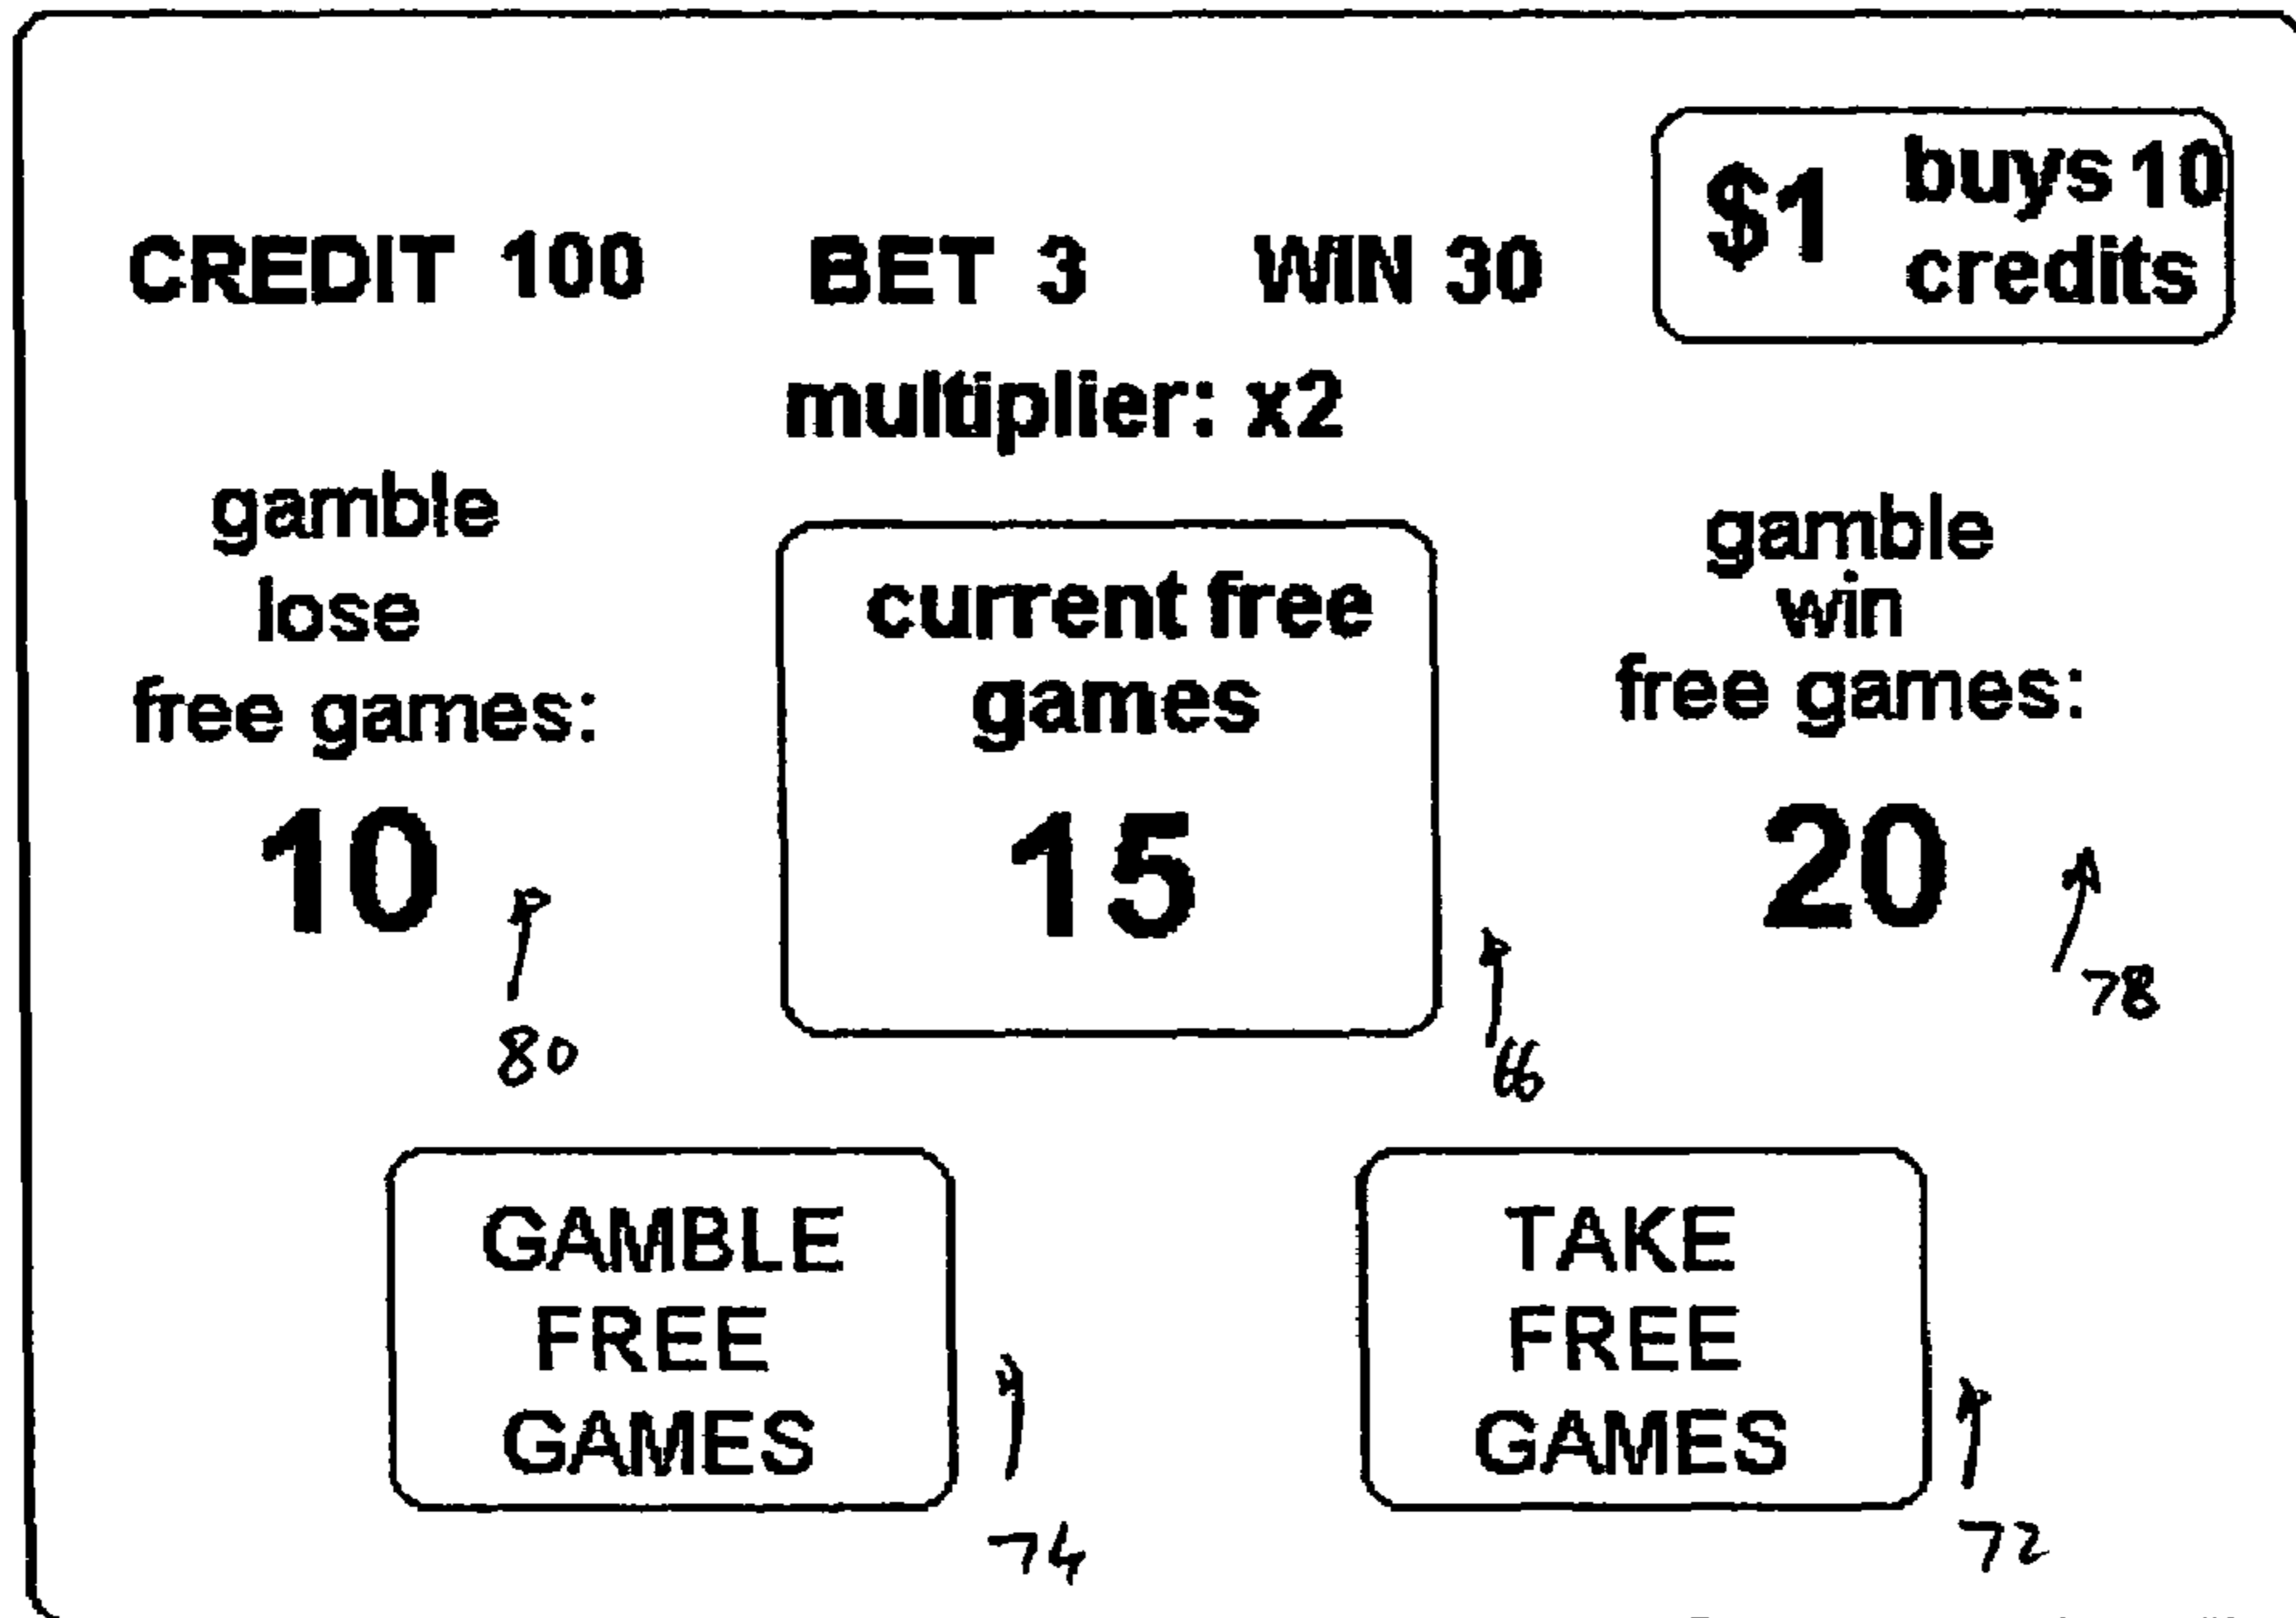 $1 buys 10
credits
CREDIT 100 BET 3 WIN 30
multiplier: x2
gamble
lose
free games:
10
80
current free
games
15
66
gamble
win
free games:
20
78
GAMBLE
FREE
GAMES
74
TAKE
FREE
GAMES
72